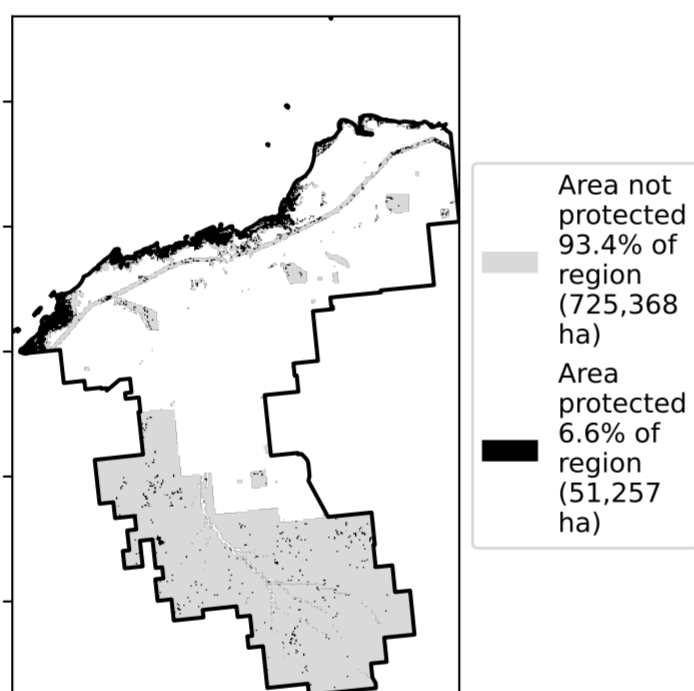 Area not
protected
93.4% of
region
(725,368
ha)
Area
protected
6.6% of
region
(51,257
ha)